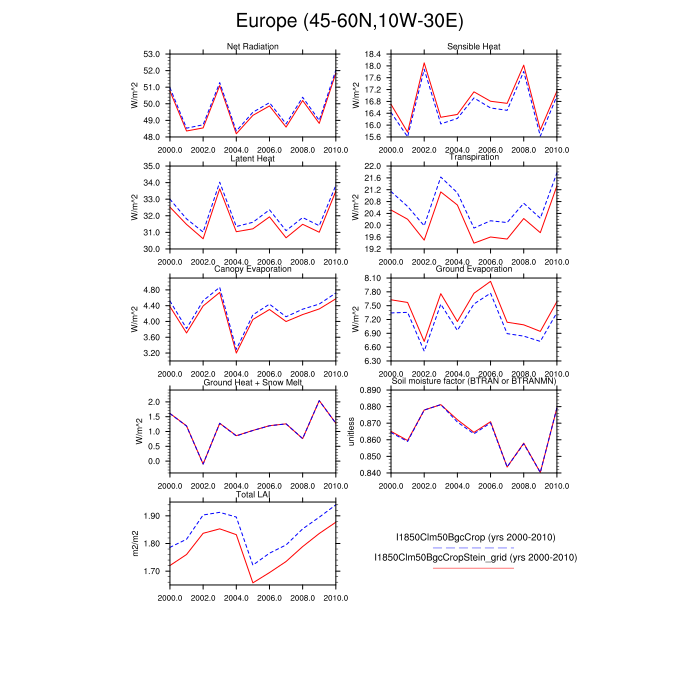 Europe (45-60N,10W-30E)
Net Radiation
W/m^2
53.0
52.0
51.0
50.0
49.0
48.0
2000.0 2002.0 2004.0 2006.0 2008.0 2010.0
Sensible Heat
W/m^2
18.4
18.0
17.6
17.2
16.8
16.4
16.0
15.6
2000.0 2002.0 2004.0 2006.0 2008.0 2010.0
Latent Heat
W/m^2
35.0
34.0
33.0
32.0
31.0
30.0
2000.0 2002.0 2004.0 2006.0 2008.0 2010.0
Transpiration
W/m^2
22.0
21.6
21.2
20.8
20.4
20.0
19.6
19.2
2000.0 2002.0 2004.0 2006.0 2008.0 2010.0
Canopy Evaporation
W/m^2
4.80
4.40
4.00
3.60
3.20
2000.0 2002.0 2004.0 2006.0 2008.0 2010.0
Ground Evaporation
W/m^2
8.10
7.80
7.50
7.20
6.90
6.60
6.30
2000.0 2002.0 2004.0 2006.0 2008.0 2010.0
Ground Heat + Snow Melt
W/m^2
2.0
1.5
1.0
0.5
0.0
2000.0 2002.0 2004.0 2006.0 2008.0 2010.0
Soil moisture factor (BTRAN or BTRANMN)
unitless
0.890
0.880
0.870
0.860
0.850
0.840
2000.0 2002.0 2004.0 2006.0 2008.0 2010.0
Total LAI
m2/m2
1.90
1.80
1.70
2000.0 2002.0 2004.0 2006.0 2008.0 2010.0
I1850Clm50BgcCrop (yrs 2000-2010)
I1850Clm50BgcCropStein_grid (yrs 2000-2010)